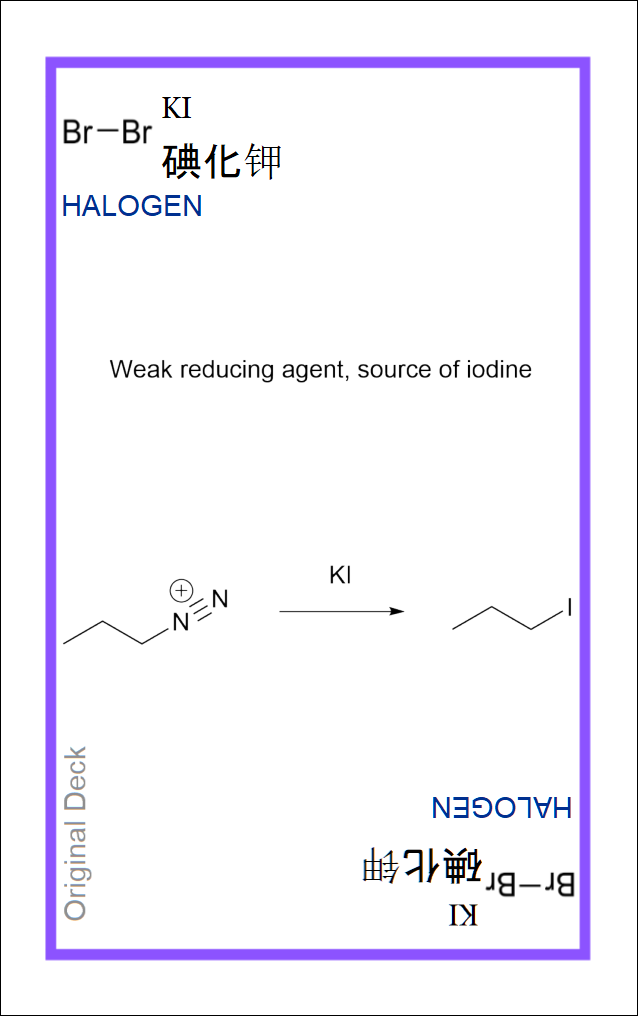 Br−Br KI
碘化钾
HALOGEN
Weak reducing agent, source of iodine
N
N
KI
I
Original Deck
HALOGEN
碘化钾
Br−Br
KI